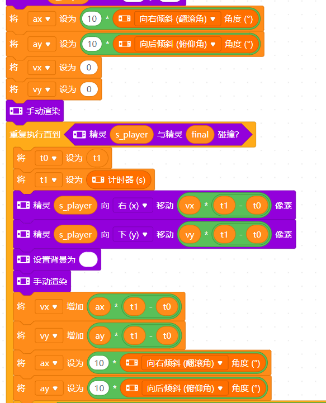 将 ax 设为 10 * 向右倾斜 (翻滚角) 角度 (°)
将 ay 设为 10 * 向后倾斜 (俯仰角) 角度 (°)
将 vx 设为 0
将 vy 设为 0
手动渲染
重复执行直到 精灵 s_player 与精灵 final 碰撞?
将 t0 设为 t1
将 t1 设为 计时器 (s)
精灵 s_player 向 右 (x) 移动 vx * t1 - t0 像素
精灵 s_player 向 下 (y) 移动 vy * t1 - t0 像素
设置背景为
手动渲染
将 vx 增加 ax * t1 - t0
将 vy 增加 ay * t1 - t0
将 ax 设为 10 * 向右倾斜 (翻滚角) 角度 (°)
将 ay 设为 10 * 向后倾斜 (俯仰角) 角度 (°)